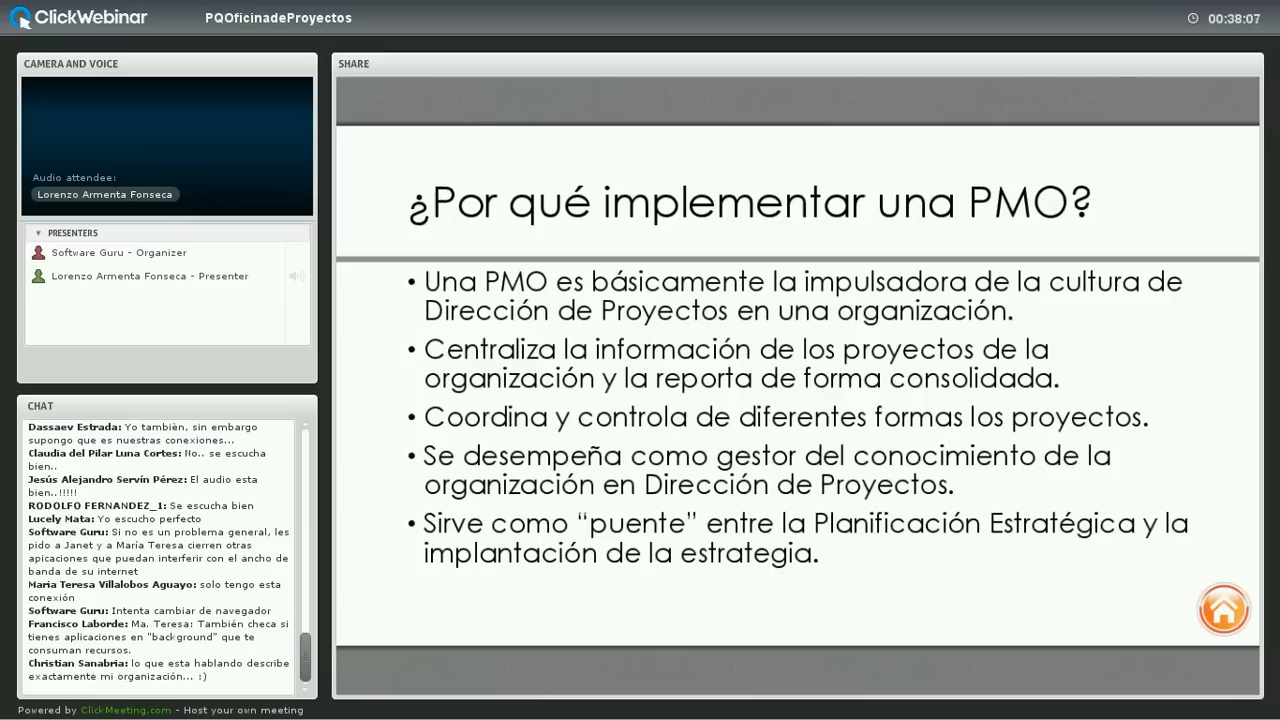 ClickWebinar
PQOficinadeProyectos
00:38:07
CAMERA AND VOICE
Audio attendee:
Lorenzo Armenta Fonseca
PRESENTERS
Software Guru - Organizer
Lorenzo Armenta Fonseca - Presenter
CHAT
Dassaev Estrada: Yo tambièn, sin embargo
supongo que es nuestras conexiones...
Claudia del Pilar Luna Cortes: No.. se escucha
bien..
Jesús Alejandro Servín Pérez: El audio esta
bien..!!!!!
RODOLFO FERNANDEZ_1: Se escucha bien
Lucely Mata: Yo escucho perfecto
Software Guru: Si no es un problema general, les
pido a Janet y a María Teresa cierren otras
apicaciones que puedan interferir con el ancho de
banda de su internet
Maria Teresa Villalobos Aguayo: solo tengo esta
conexión
Software Guru: Intenta cambiar de navegador
Francisco Laborde: Ma. Teresa: También checa si
tienes aplicaciones en "background" que te
consuman recursos.
Christian Sanabria: lo que esta hablando describe
exactamente mi organización... :)
SHARE
¿Por qué implementar una PMO?
• Una PMO es básicamente la impulsadora de la cultura de
Dirección de Proyectos en una organización.
• Centraliza la información de los proyectos de la
organización y la reporta de forma consolidada.
• Coordina y controla de diferentes formas los proyectos.
• Se desempeña como gestor del conocimiento de la
organización en Dirección de Proyectos.
• Sirve como “puente” entre la Planificación Estratégica y la
implantación de la estrategia.
Powered by ClickMeeting.com - Host your own meeting